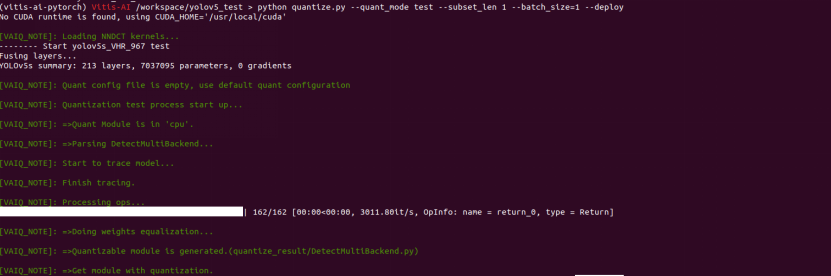 (vitis-ai-pytorch) Vitis-AI /workspace/yolov5_test > python quantize.py --quant_mode test --subset_len 1 --batch_size=1 --deploy
No CUDA runtime is found, using CUDA_HOME='/usr/local/cuda'
[VAIQ_NOTE]: Loading NNDCT kernels...
-------- Start yolov5s_VHR_967 test
Fusing layers...
YOLOv5s summary: 213 layers, 7037095 parameters, 0 gradients
[VAIQ_NOTE]: Quant config file is empty, use default quant configuration
[VAIQ_NOTE]: Quantization test process start up...
[VAIQ_NOTE]: =>Quant Module is in 'cpu'.
[VAIQ_NOTE]: =>Parsing DetectMultiBackend...
[VAIQ_NOTE]: Start to trace model...
[VAIQ_NOTE]: Finish tracing.
[VAIQ_NOTE]: Processing ops...
| 162/162 [00:00<00:00, 3011.80it/s, OpInfo: name = return_0, type = Return]
[VAIQ_NOTE]: =>Doing weights equalization...
[VAIQ_NOTE]: =>Quantizable module is generated.(quantize_result/DetectMultiBackend.py)
[VAIQ_NOTE]: =>Get module with quantization.